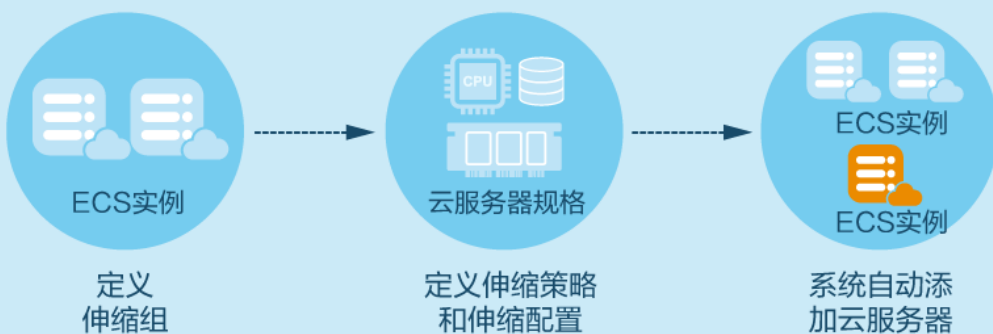 ECS实例
定义
伸缩组
CPU
云服务器规格
定义伸缩策略
和伸缩配置
ECS实例
ECS实例
系统自动添
加云服务器